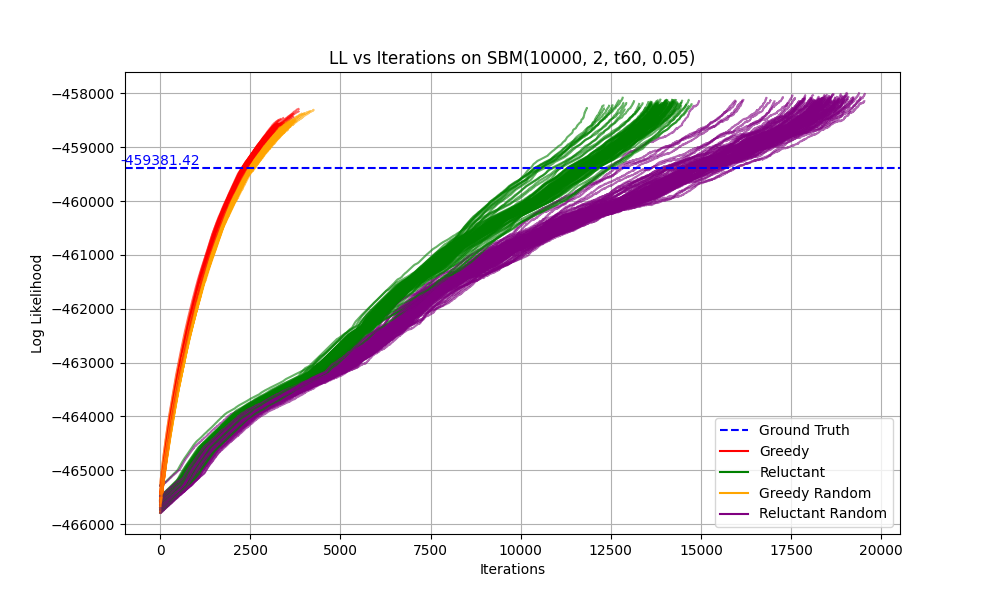 LL vs Iterations on SBM(10000, 2, t60, 0.05)
Log Likelihood
−458000
−459000
−460000
−461000
−462000
−463000
−464000
−465000
−466000
-459381.42
Ground Truth
Greedy
Reluctant
Greedy Random
Reluctant Random
0 2500 5000 7500 10000 12500 15000 17500 20000
Iterations